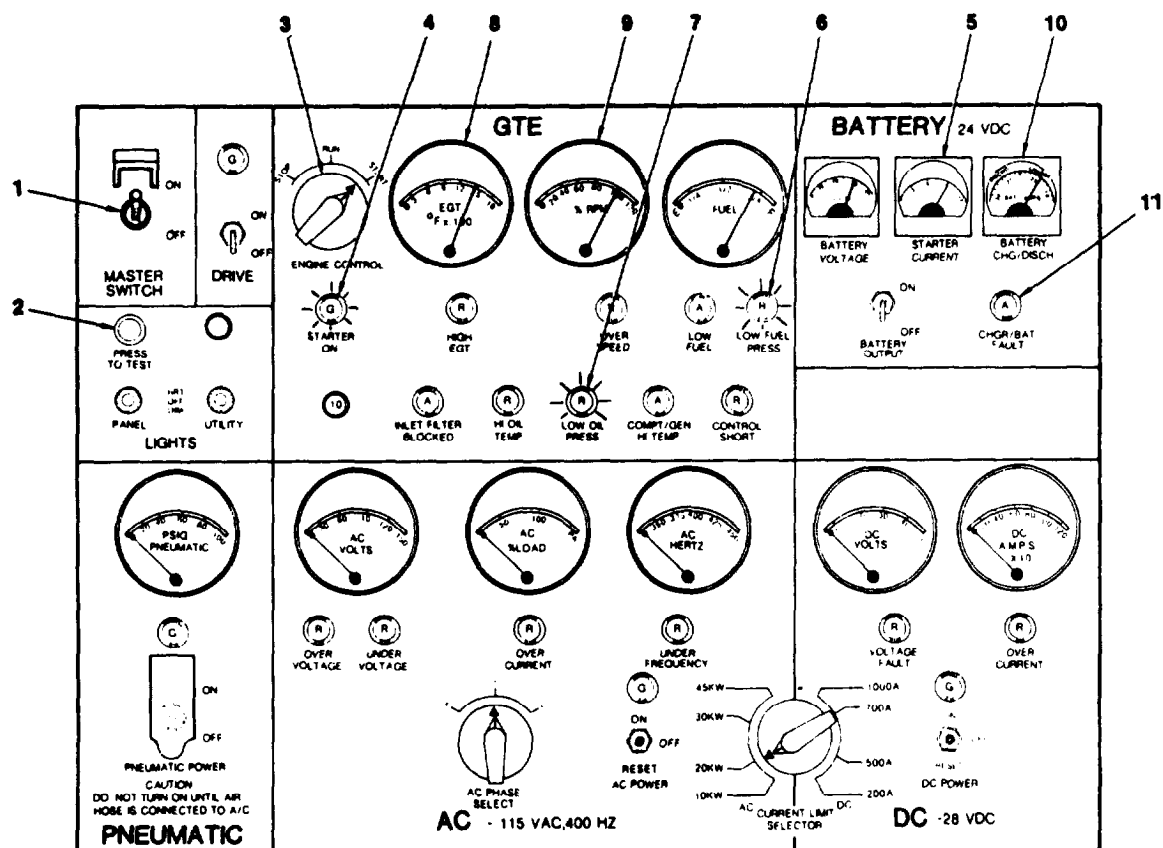 3 4 8 9 7 6 5 10
GTE
BATTERY 24 VDC
1
ON
OFF
MASTER
SWITCH
G
ON
OFF
DRIVE
STOP
RUN
START
ENGINE CONTROL
EGT
°F x 100
% RPM
FUEL
BATTERY
VOLTAGE
STARTER
CURRENT
BATTERY
CHG/DISCH
11
2
PRESS
TO TEST
G
STARTER
ON
R
HIGH
EGT
OVER
SPEED
A
LOW
FUEL
LOW FUEL
PRESS
ON
OFF
BATTERY
OUTPUT
A
CHGR/BAT
FAULT
PANEL
UTILITY
LIGHTS
10
A
INLET FILTER
BLOCKED
R
HI OIL
TEMP
R
LOW OIL
PRESS
A
COMPT/GEN
HI TEMP
R
CONTROL
SHORT
PSIG
PNEUMATIC
AC
VOLTS
AC
%LOAD
AC
HERTZ
DC
VOLTS
DC
AMPS
x 10
G
R
OVER
VOLTAGE
R
UNDER
VOLTAGE
R
OVER
CURRENT
R
UNDER
FREQUENCY
R
VOLTAGE
FAULT
R
OVER
CURRENT
ON
OFF
PNEUMATIC POWER
CAUTION
DO NOT TURN ON UNTIL AIR
HOSE IS CONNECTED TO A/C
PNEUMATIC
AC PHASE
SELECT
AC - 115 VAC, 400 HZ
G
ON
OFF
RESET
AC POWER
45KW
30KW
20KW
10KW
AC
1000A
700A
500A
200A
DC
CURRENT LIMIT
SELECTOR
G
RESET
DC POWER
DC -28 VDC